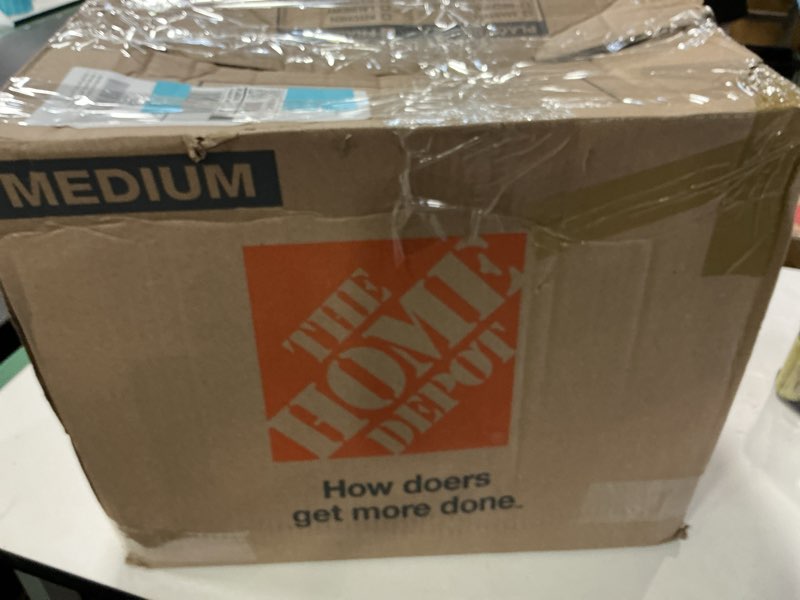 MEDIUM
THE
HOME
DEPOT
How doers
get more done.